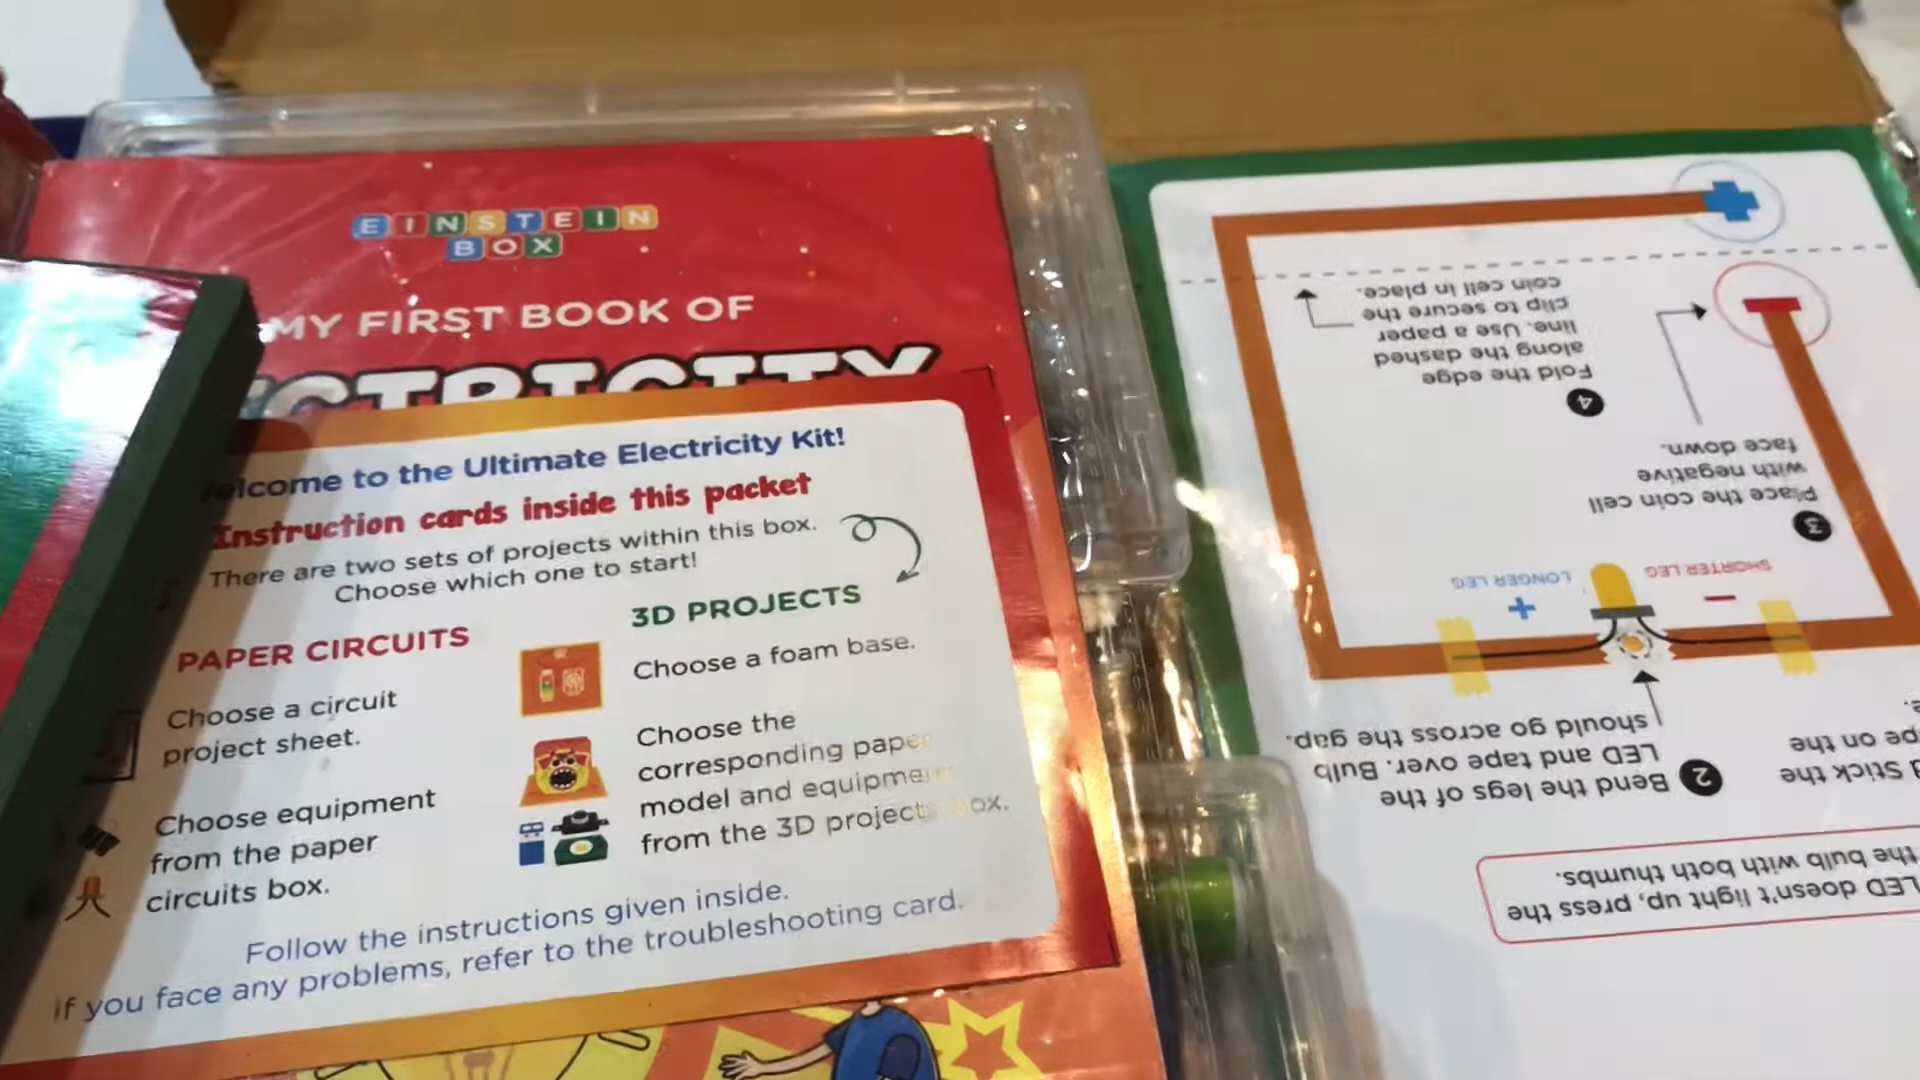 EINSTEIN
BOX
MY FIRST BOOK OF
Welcome to the Ultimate Electricity Kit!
Instruction cards inside this packet
There are two sets of projects within this box.
Choose which one to start!
PAPER CIRCUITS
Choose a circuit
project sheet.
Choose equipment
from the paper
circuits box.
3D PROJECTS
Choose a foam base.
Choose the
corresponding paper
model and equipment
from the 3D projects box.
Follow the instructions given inside.
If you face any problems, refer to the troubleshooting card.
LED doesn't light up, press the
the bulb with both thumbs.
Stick the
on the
2
Bend the legs of the
LED and tape over. Bulb
should go across the gap.
SHORTER LEG
LONGER LEG
3
Place the coin cell
with negative
face down.
4
Fold the edge
along the dashed
line. Use a paper
clip to secure the
coin cell in place.